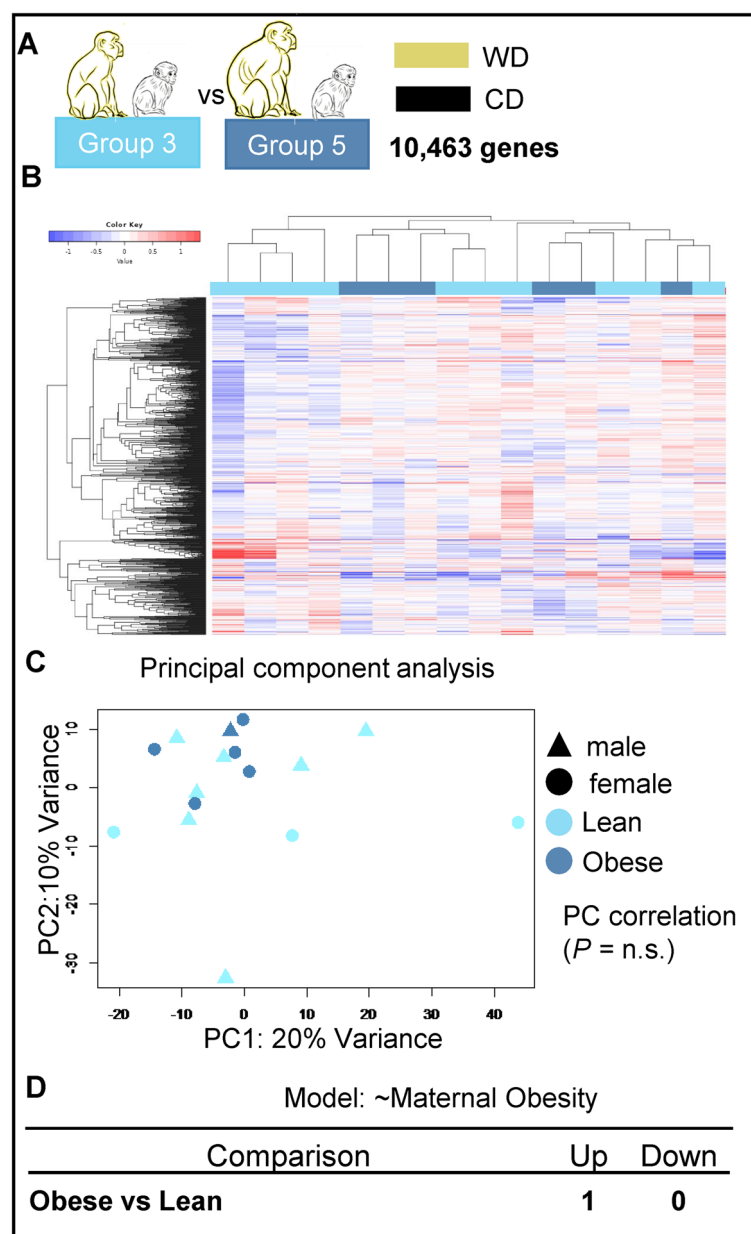 A
WD
vs
CD
Group 3
Group 5
10,463 genes
B
Color Key
-1 -0.5 0 0.5 1
Value
C
Principal component analysis
PC2:10% Variance
10
0
-10
-20
-30
-20 -10 0 10 20 30 40
PC1: 20% Variance
male
female
Lean
Obese
PC correlation
(P = n.s.)
D
Model: ~Maternal Obesity
Comparison Up Down
Obese vs Lean 1 0